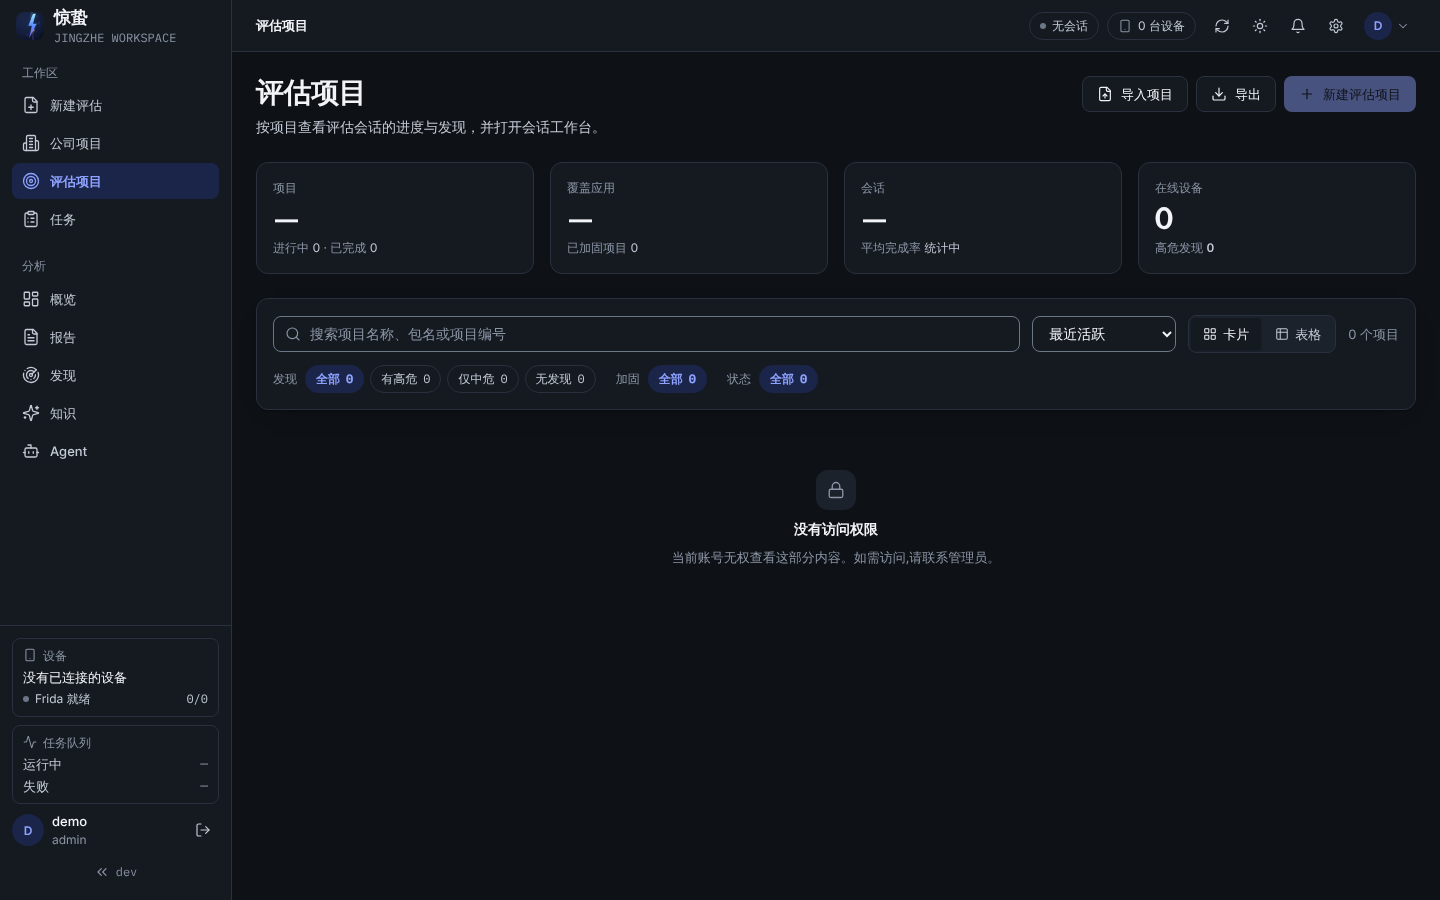 惊蛰
JINGZHE WORKSPACE
工作区
新建评估
公司项目
评估项目
任务
分析
概览
报告
发现
知识
Agent
设备
没有已连接的设备
Frida 就绪 0/0
任务队列
运行中 —
失败 —
D
demo
admin
dev
评估项目
无会话
0 台设备
D
评估项目
按项目查看评估会话的进度与发现，并打开会话工作台。
导入项目
导出
新建评估项目
项目
—
进行中 0 · 已完成 0
覆盖应用
—
已加固项目 0
会话
—
平均完成率 统计中
在线设备
0
高危发现 0
搜索项目名称、包名或项目编号
最近活跃
卡片
表格
0 个项目
发现 全部 0 有高危 0 仅中危 0 无发现 0 加固 全部 0 状态 全部 0
没有访问权限
当前账号无权查看这部分内容。如需访问,请联系管理员。